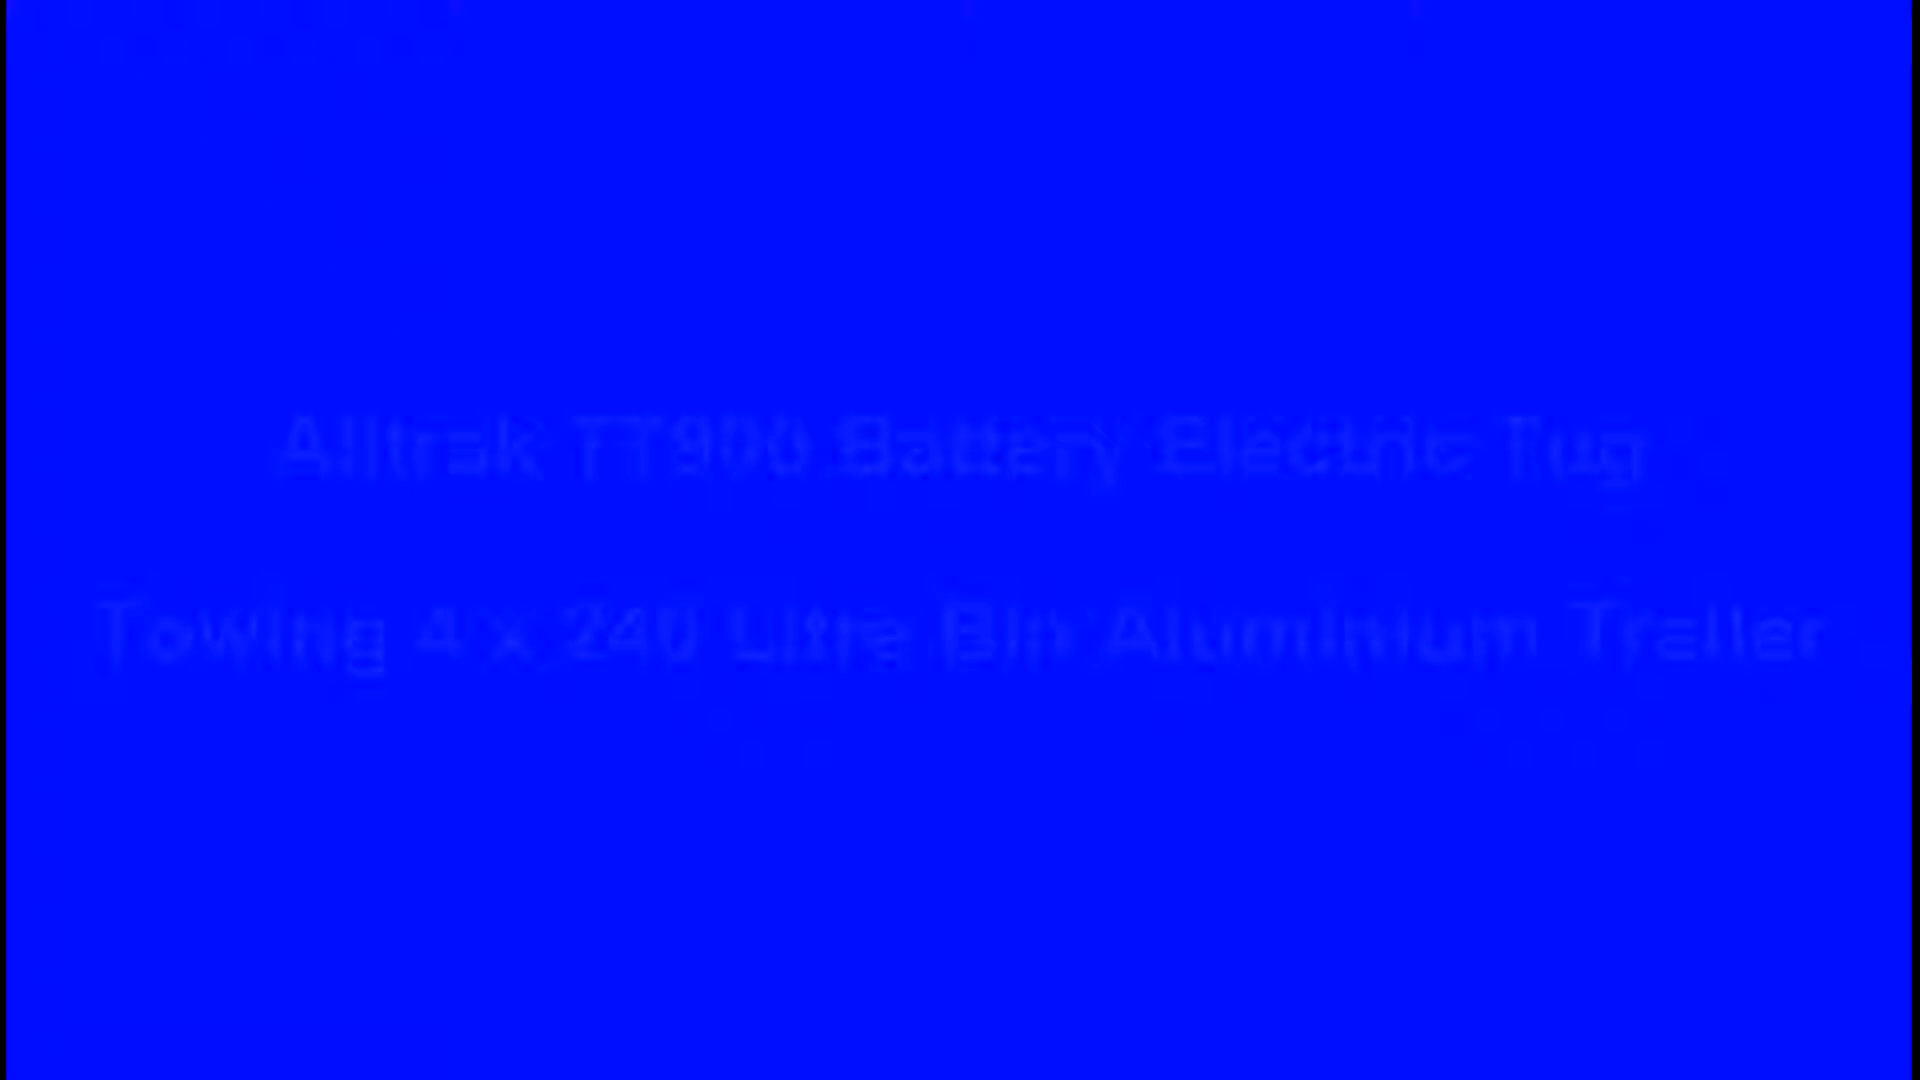 Alltrak TT900 Battery Electric Tug
Towing 4 x 240 Litre Bin Aluminium Trailer